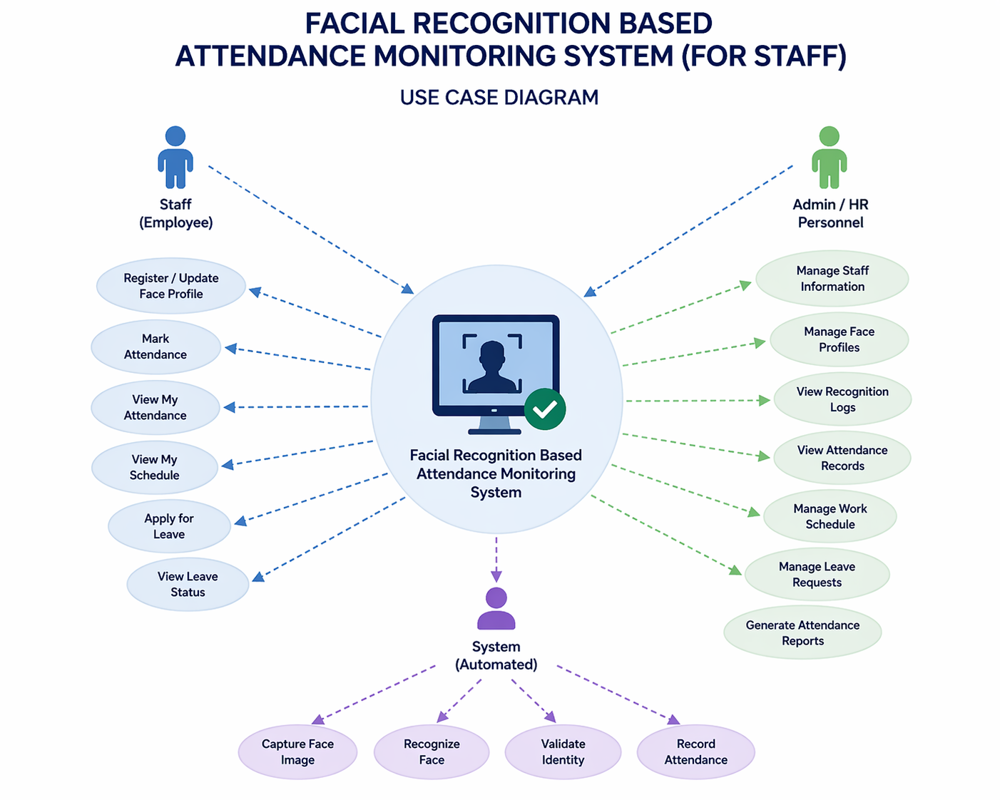 FACIAL RECOGNITION BASED
ATTENDANCE MONITORING SYSTEM (FOR STAFF)
USE CASE DIAGRAM
Staff
(Employee)
Admin / HR
Personnel
Register / Update
Face Profile
Mark
Attendance
View My
Attendance
View My
Schedule
Apply for
Leave
View Leave
Status
Facial Recognition Based
Attendance Monitoring
System
Manage Staff
Information
Manage Face
Profiles
View Recognition
Logs
View Attendance
Records
Manage Work
Schedule
Manage Leave
Requests
Generate Attendance
Reports
System
(Automated)
Capture Face
Image
Recognize
Face
Validate
Identity
Record
Attendance